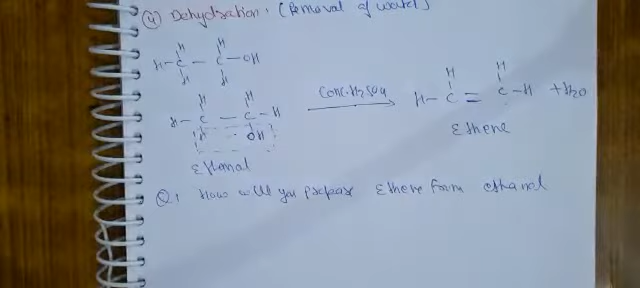 ④ Dehydration: (Removal of water)
H H
H-C - C-OH
H H
H H
H-C - C-H
H OH
Ethanol
Conc. H2SO4
H H
H-C = C-H +H2O
Ethene
Q: How will you prepare Ethene from ethanol